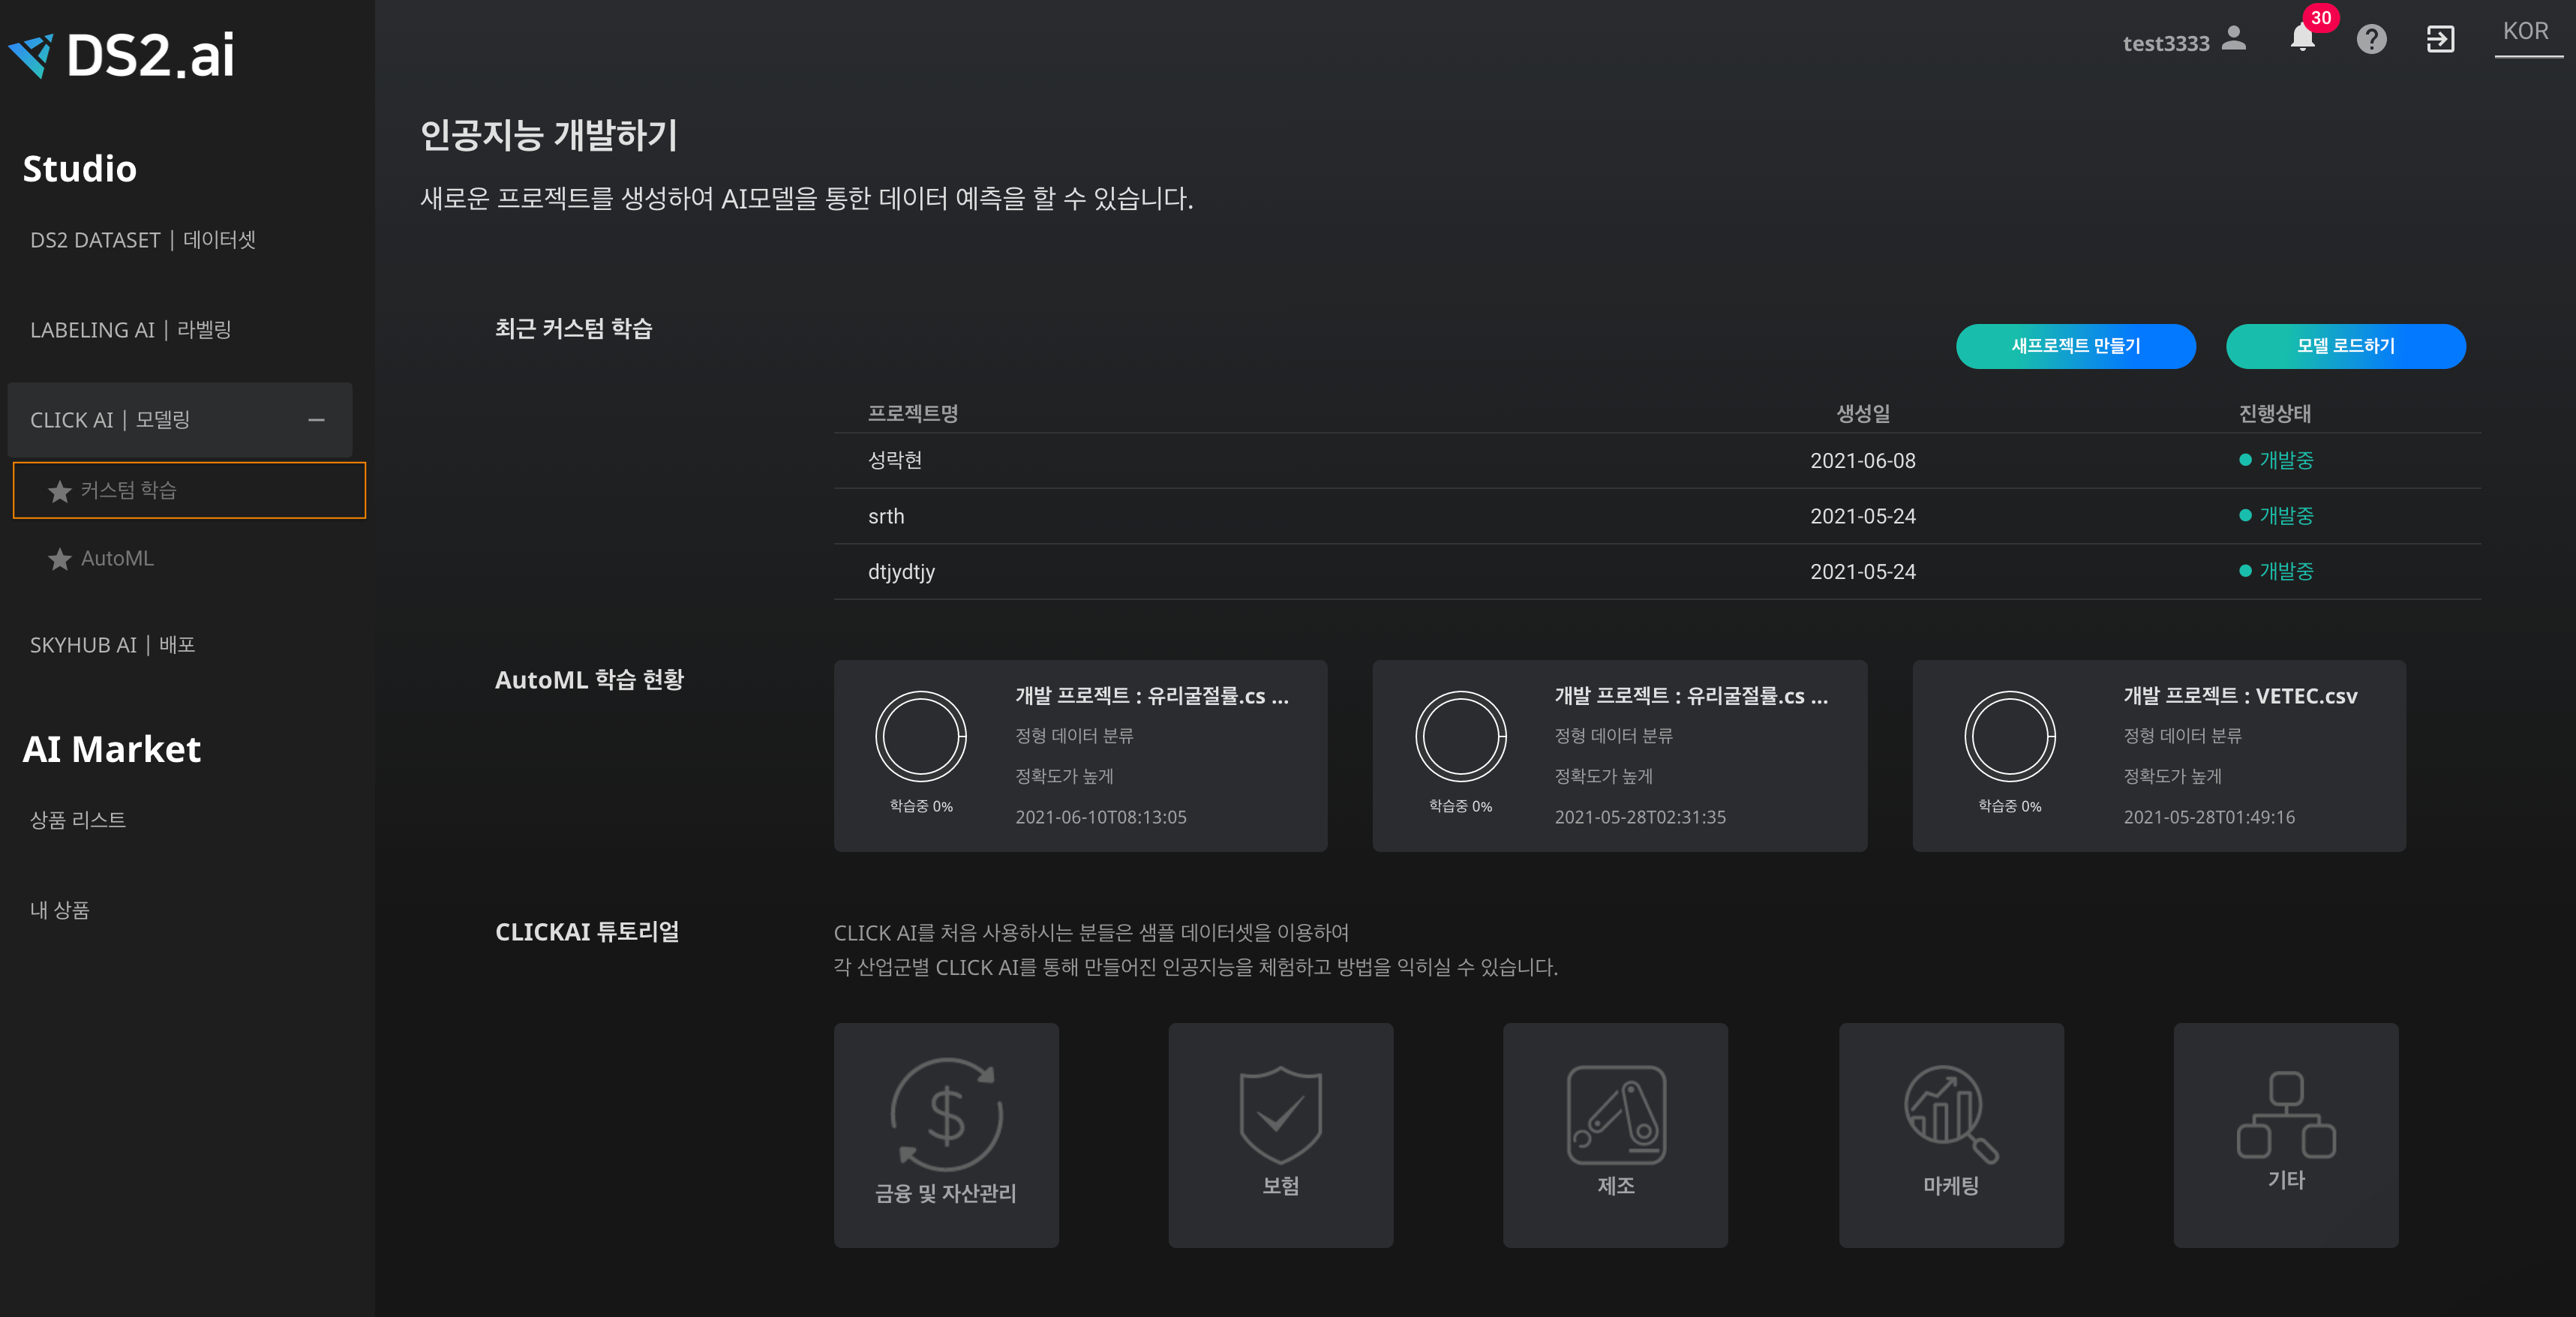 DS2.ai
test3333
30
KOR
Studio
DS2 DATASET | 데이터셋
LABELING AI | 라벨링
CLICK AI | 모델링
커스텀 학습
AutoML
SKYHUB AI | 배포
AI Market
상품 리스트
내 상품
인공지능 개발하기
새로운 프로젝트를 생성하여 AI모델을 통한 데이터 예측을 할 수 있습니다.
최근 커스텀 학습
새프로젝트 만들기
모델 로드하기
프로젝트명 생성일 진행상태
성락현 2021-06-08 개발중
srth 2021-05-24 개발중
dtjydtjy 2021-05-24 개발중
AutoML 학습 현황
학습중 0%
개발 프로젝트 : 유리굴절률.cs ...
정형 데이터 분류
정확도가 높게
2021-06-10T08:13:05
학습중 0%
개발 프로젝트 : 유리굴절률.cs ...
정형 데이터 분류
정확도가 높게
2021-05-28T02:31:35
학습중 0%
개발 프로젝트 : VETEC.csv
정형 데이터 분류
정확도가 높게
2021-05-28T01:49:16
CLICKAI 튜토리얼
CLICK AI를 처음 사용하시는 분들은 샘플 데이터셋을 이용하여
각 산업군별 CLICK AI를 통해 만들어진 인공지능을 체험하고 방법을 익히실 수 있습니다.
금융 및 자산관리
보험
제조
마케팅
기타